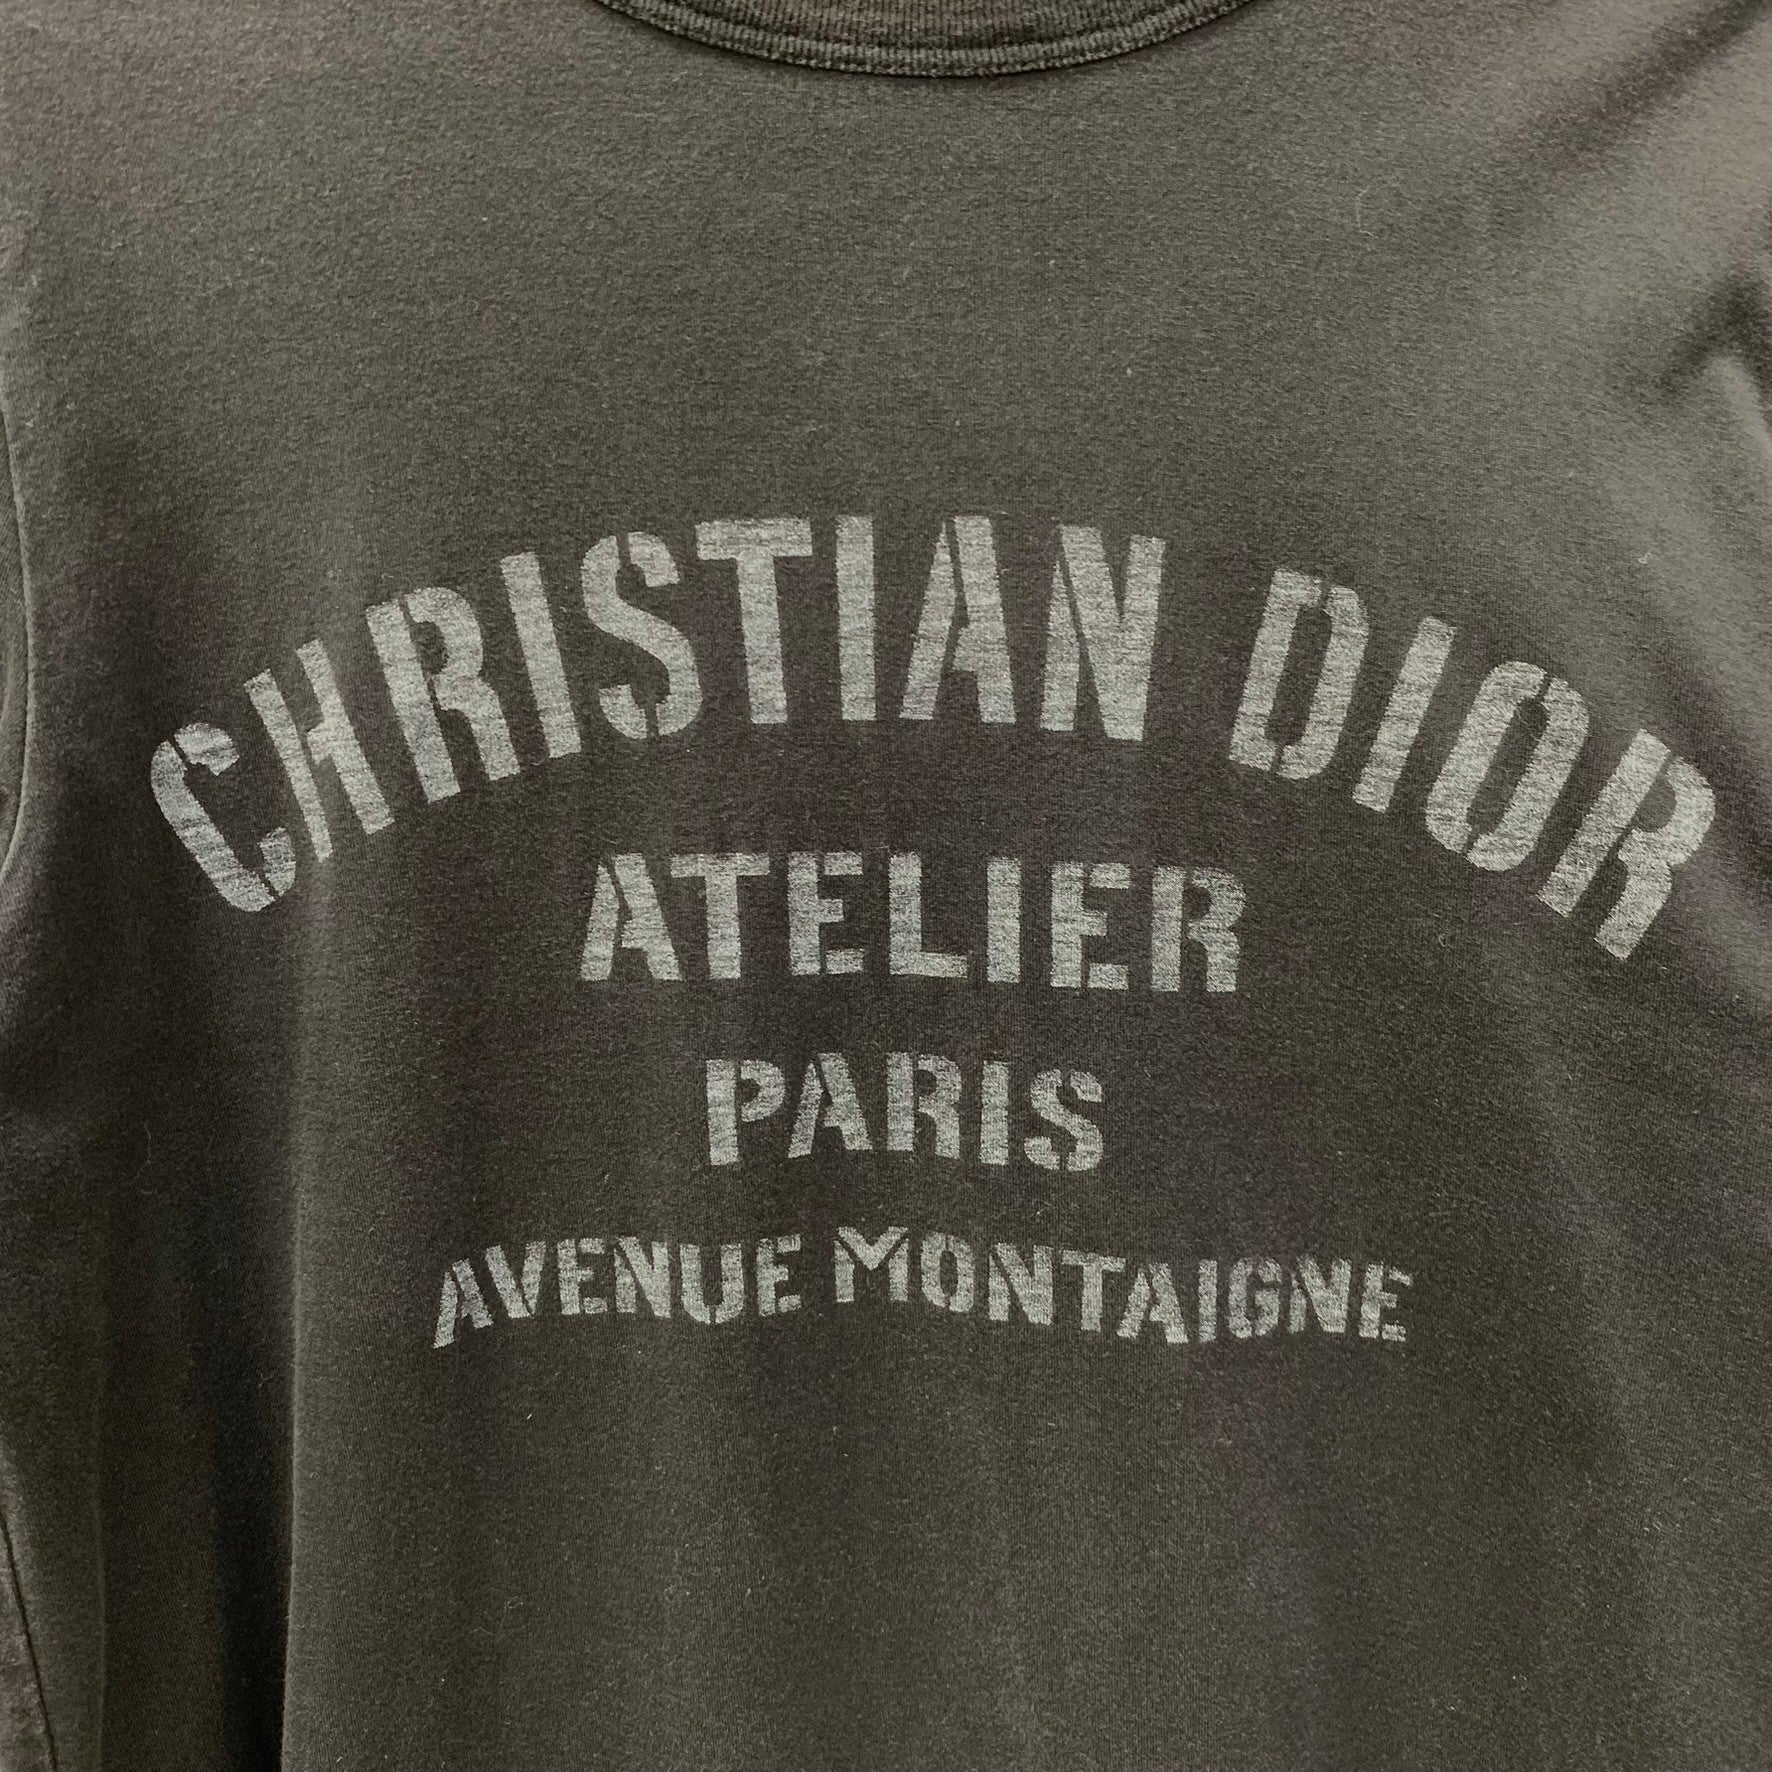 CHRISTIAN DIOR
ATELIER
PARIS
AVENUE MONTAIGNE